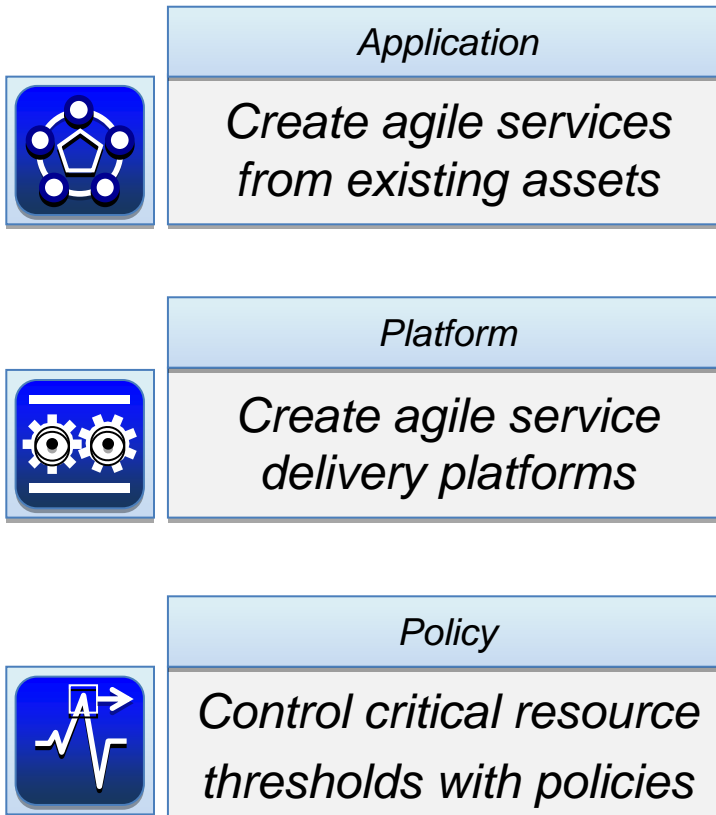 Application
Create agile services
from existing assets
Platform
Create agile service
delivery platforms
Policy
Control critical resource
thresholds with policies